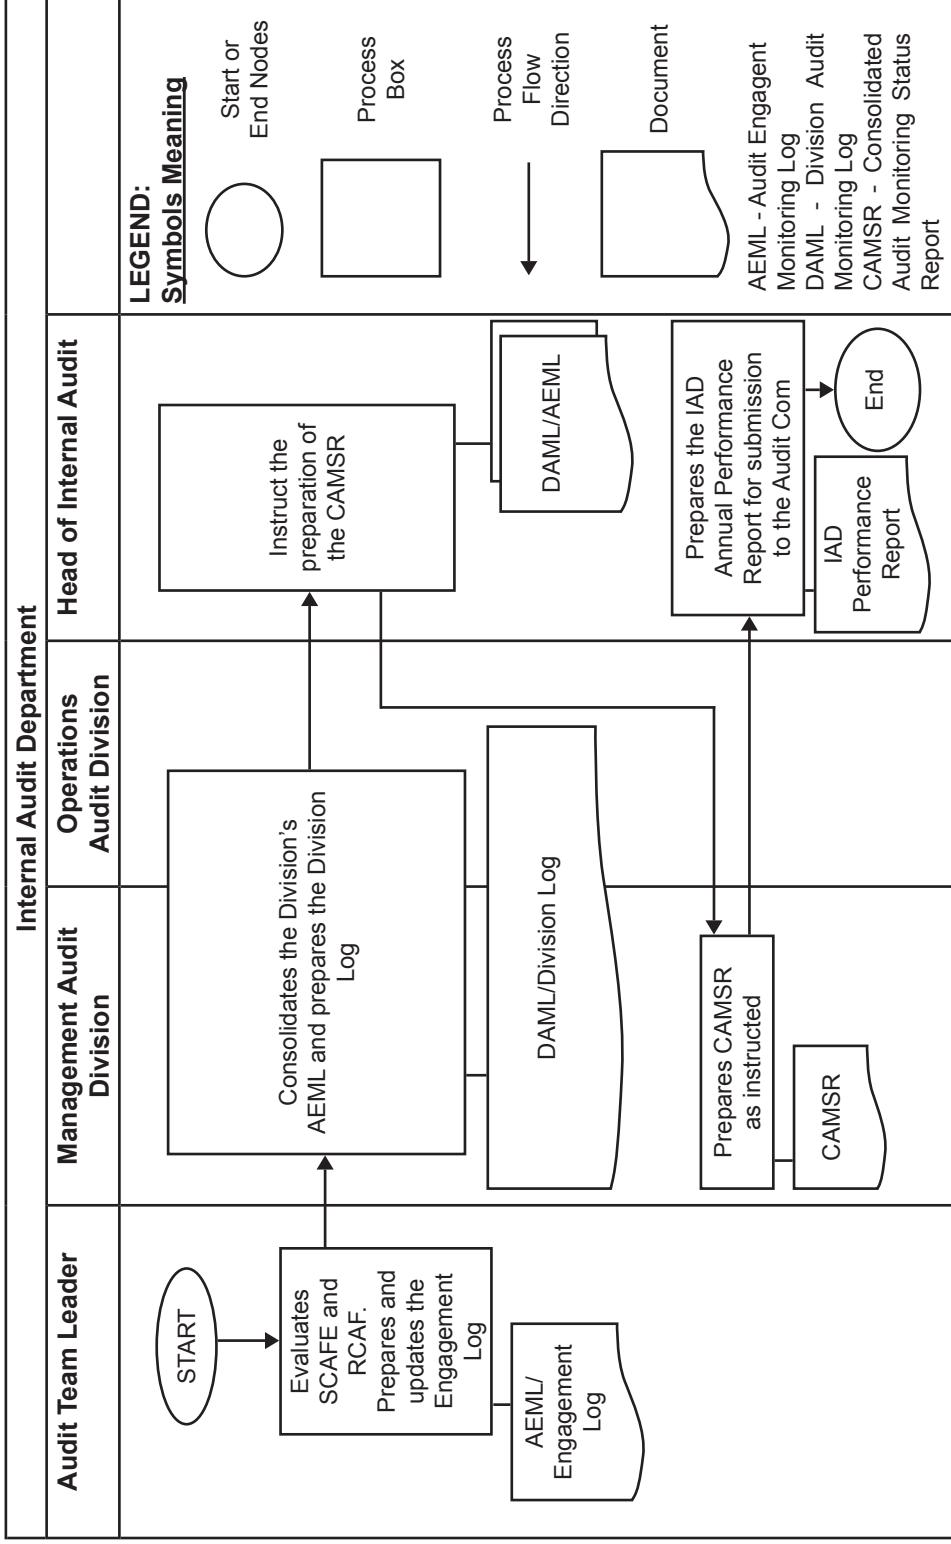 Internal Audit Department
Audit Team Leader
Management Audit
Division
Operations
Audit Division
Head of Internal Audit
START
Evaluates
SCAFE and
RCAF.
Prepares and
updates the
Engagement
Log
AEML/
Engagement
Log
Consolidates the Division's
AEML and prepares the Division
Log
DAML/Division Log
Instruct the
preparation of
the CAMSR
DAML/AEML
Prepares CAMSR
as instructed
CAMSR
Prepares the IAD
Annual Performance
Report for submission
to the Audit Com
IAD
Performance
Report
End
LEGEND:
Symbols Meaning
Start or
End Nodes
Process
Box
Process
Flow
Direction
Document
AEML - Audit Engagent
Monitoring Log
DAML - Division Audit
Monitoring Log
CAMSR - Consolidated
Audit Monitoring Status
Report